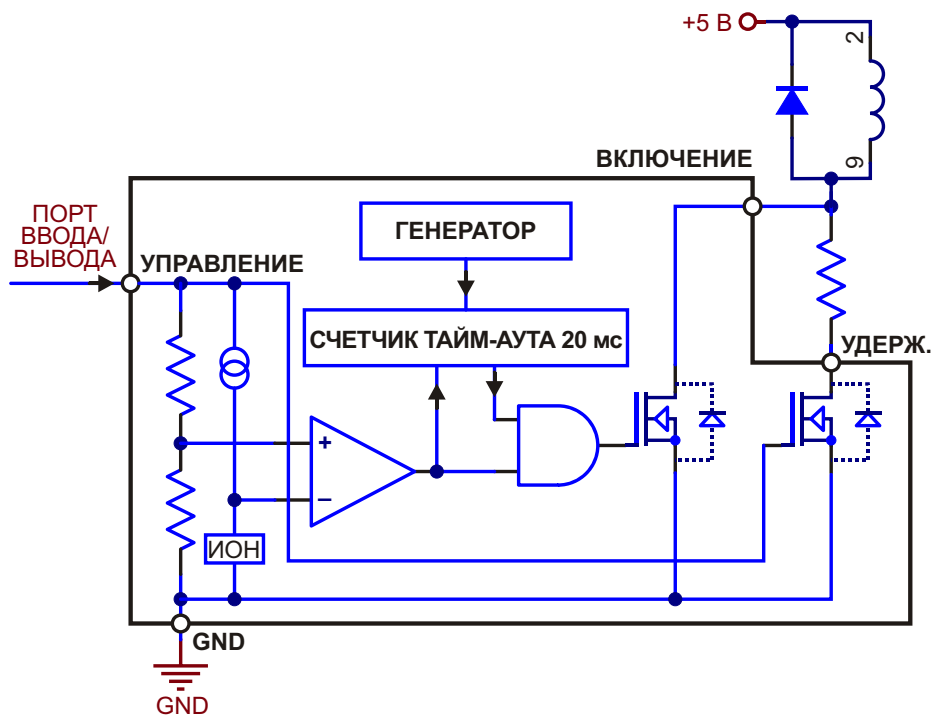 +5 В
2
9
ВКЛЮЧЕНИЕ
ПОРТ
ВВОДА/
ВЫВОДА
УПРАВЛЕНИЕ
ГЕНЕРАТОР
СЧЕТЧИК ТАЙМ-АУТА 20 мс
УДЕРЖ.
+
–
ИОН
GND
GND